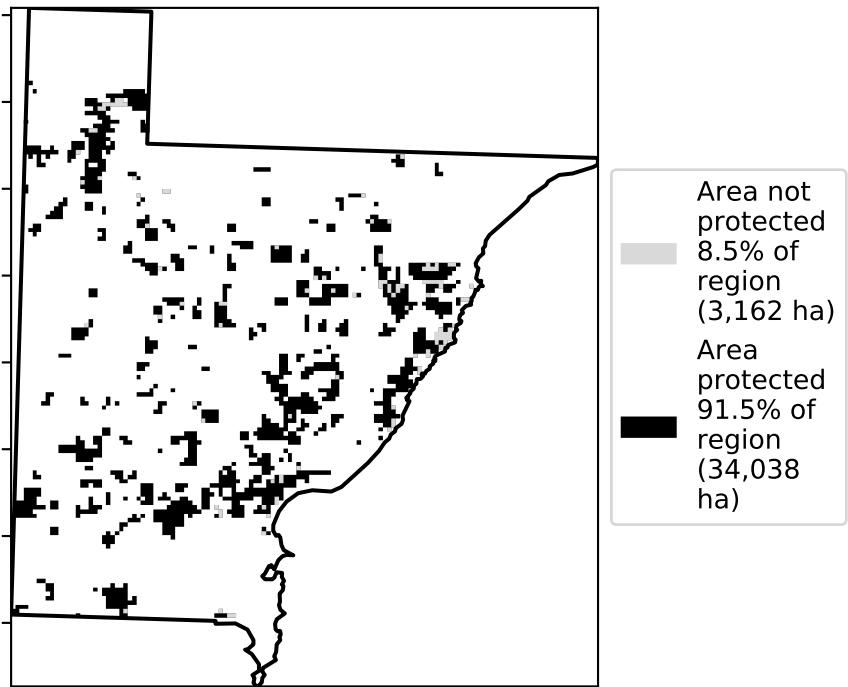 Area not
protected
8.5% of
region
(3,162 ha)
Area
protected
91.5% of
region
(34,038
ha)